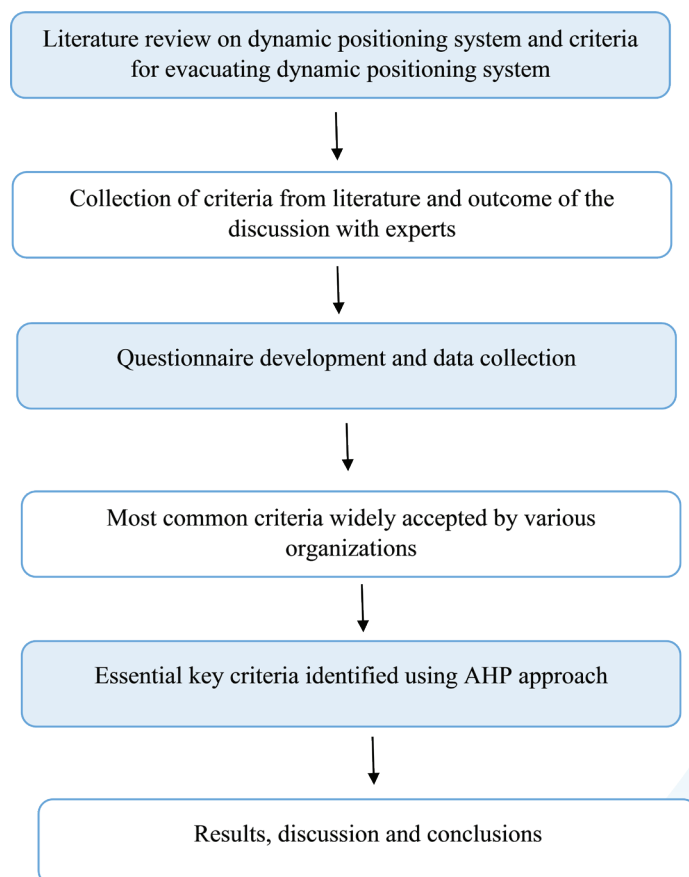 Literature review on dynamic positioning system and criteria
for evacuating dynamic positioning system
Collection of criteria from literature and outcome of the
discussion with experts
Questionnaire development and data collection
Most common criteria widely accepted by various
organizations
Essential key criteria identified using AHP approach
Results, discussion and conclusions